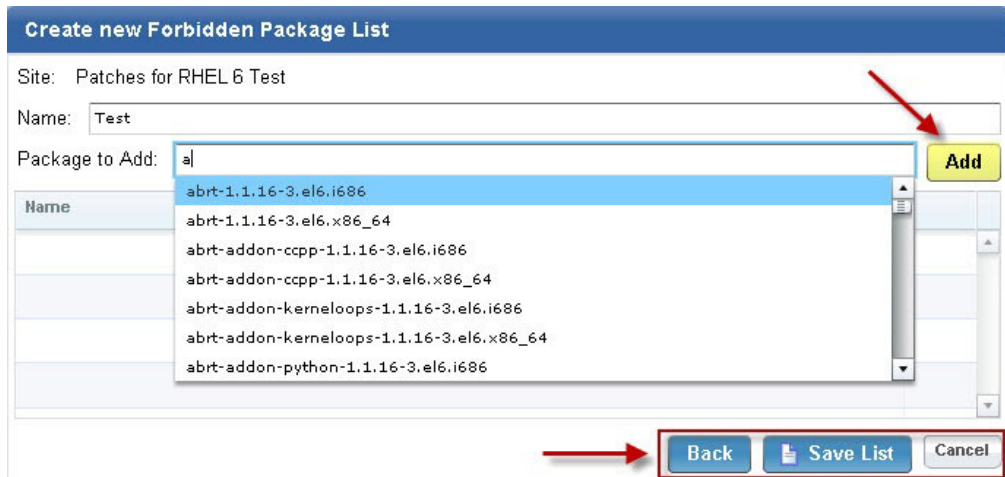 Create new Forbidden Package List
Site: Patches for RHEL 6 Test
Name: Test
Package to Add: a
Add
Name
abrt-1.1.16-3.el6.i686
abrt-1.1.16-3.el6.x86_64
abrt-addon-ccpp-1.1.16-3.el6.i686
abrt-addon-ccpp-1.1.16-3.el6.x86_64
abrt-addon-kerneloops-1.1.16-3.el6.i686
abrt-addon-kerneloops-1.1.16-3.el6.x86_64
abrt-addon-python-1.1.16-3.el6.i686
Back Save List Cancel